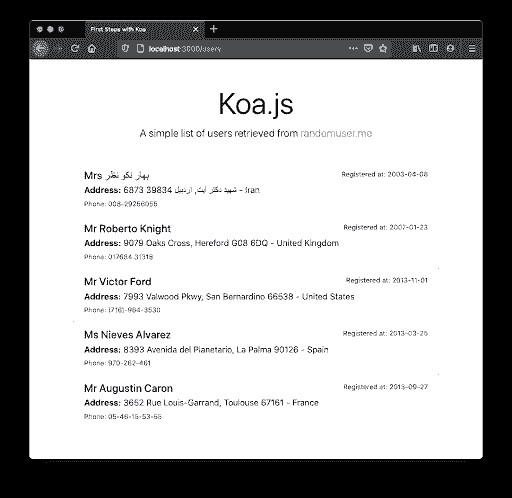 First Steps with Koa
localhost:3000/users
Koa.js
A simple list of users retrieved from randomuser.me
Mrs بهار نكو نظر
Registered at: 2003-04-08
Address: 6873 شهید دکتر آیت, اردبیل 39834 - Iran
Phone: 008-29256055
Mr Roberto Knight
Registered at: 2007-01-23
Address: 9079 Oaks Cross, Hereford G08 6DQ - United Kingdom
Phone: 017684 31318
Mr Victor Ford
Registered at: 2013-11-01
Address: 7993 Valwood Pkwy, San Bernardino 66538 - United States
Phone: (716)-964-3530
Ms Nieves Alvarez
Registered at: 2013-03-25
Address: 8393 Avenida del Planetario, La Palma 90126 - Spain
Phone: 970-262-461
Mr Augustin Caron
Registered at: 2013-09-27
Address: 3652 Rue Louis-Garrand, Toulouse 67161 - France
Phone: 05-46-15-53-65